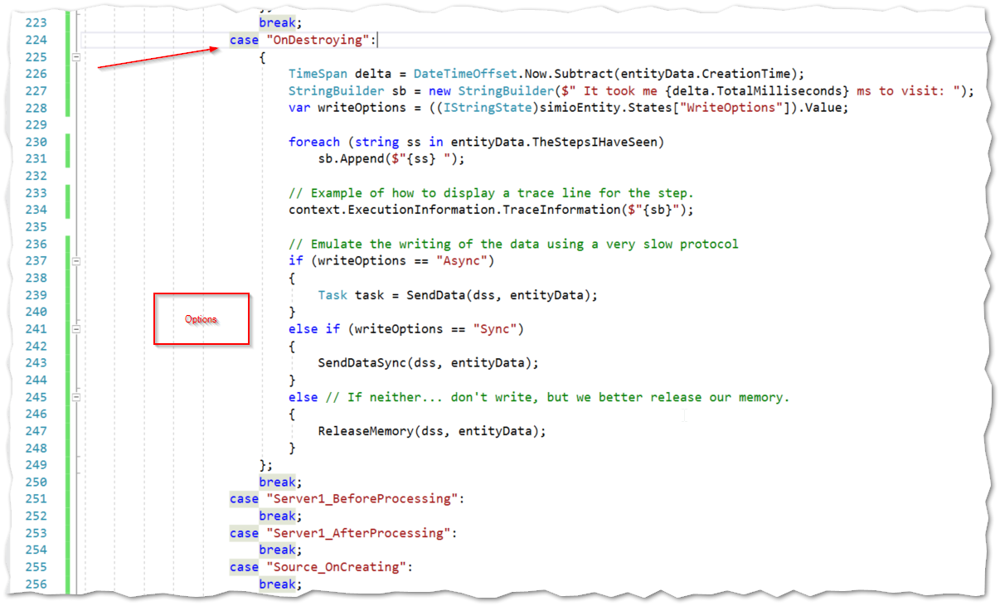 223 break;
224 case "OnDestroying":
225 {
226 TimeSpan delta = DateTimeOffset.Now.Subtract(entityData.CreationTime);
227 StringBuilder sb = new StringBuilder($" It took me {delta.TotalMilliseconds} ms to visit: ");
228 var writeOptions = ((IStringState)simioEntity.States["WriteOptions"]).Value;
229
230 foreach (string ss in entityData.TheStepsIHaveSeen)
231 sb.Append($"{ss} ");
232
233 // Example of how to display a trace line for the step.
234 context.ExecutionInformation.TraceInformation($"{sb}");
235
236 // Emulate the writing of the data using a very slow protocol
237 if (writeOptions == "Async")
238 {
239 Task task = SendData(dss, entityData);
240 }
Options
241 else if (writeOptions == "Sync")
242 {
243 SendDataSync(dss, entityData);
244 }
245 else // If neither... don't write, but we better release our memory.
246 {
247 ReleaseMemory(dss, entityData);
248 }
249 };
250 break;
251 case "Server1_BeforeProcessing":
252 break;
253 case "Server1_AfterProcessing":
254 break;
255 case "Source_OnCreating":
256 break;